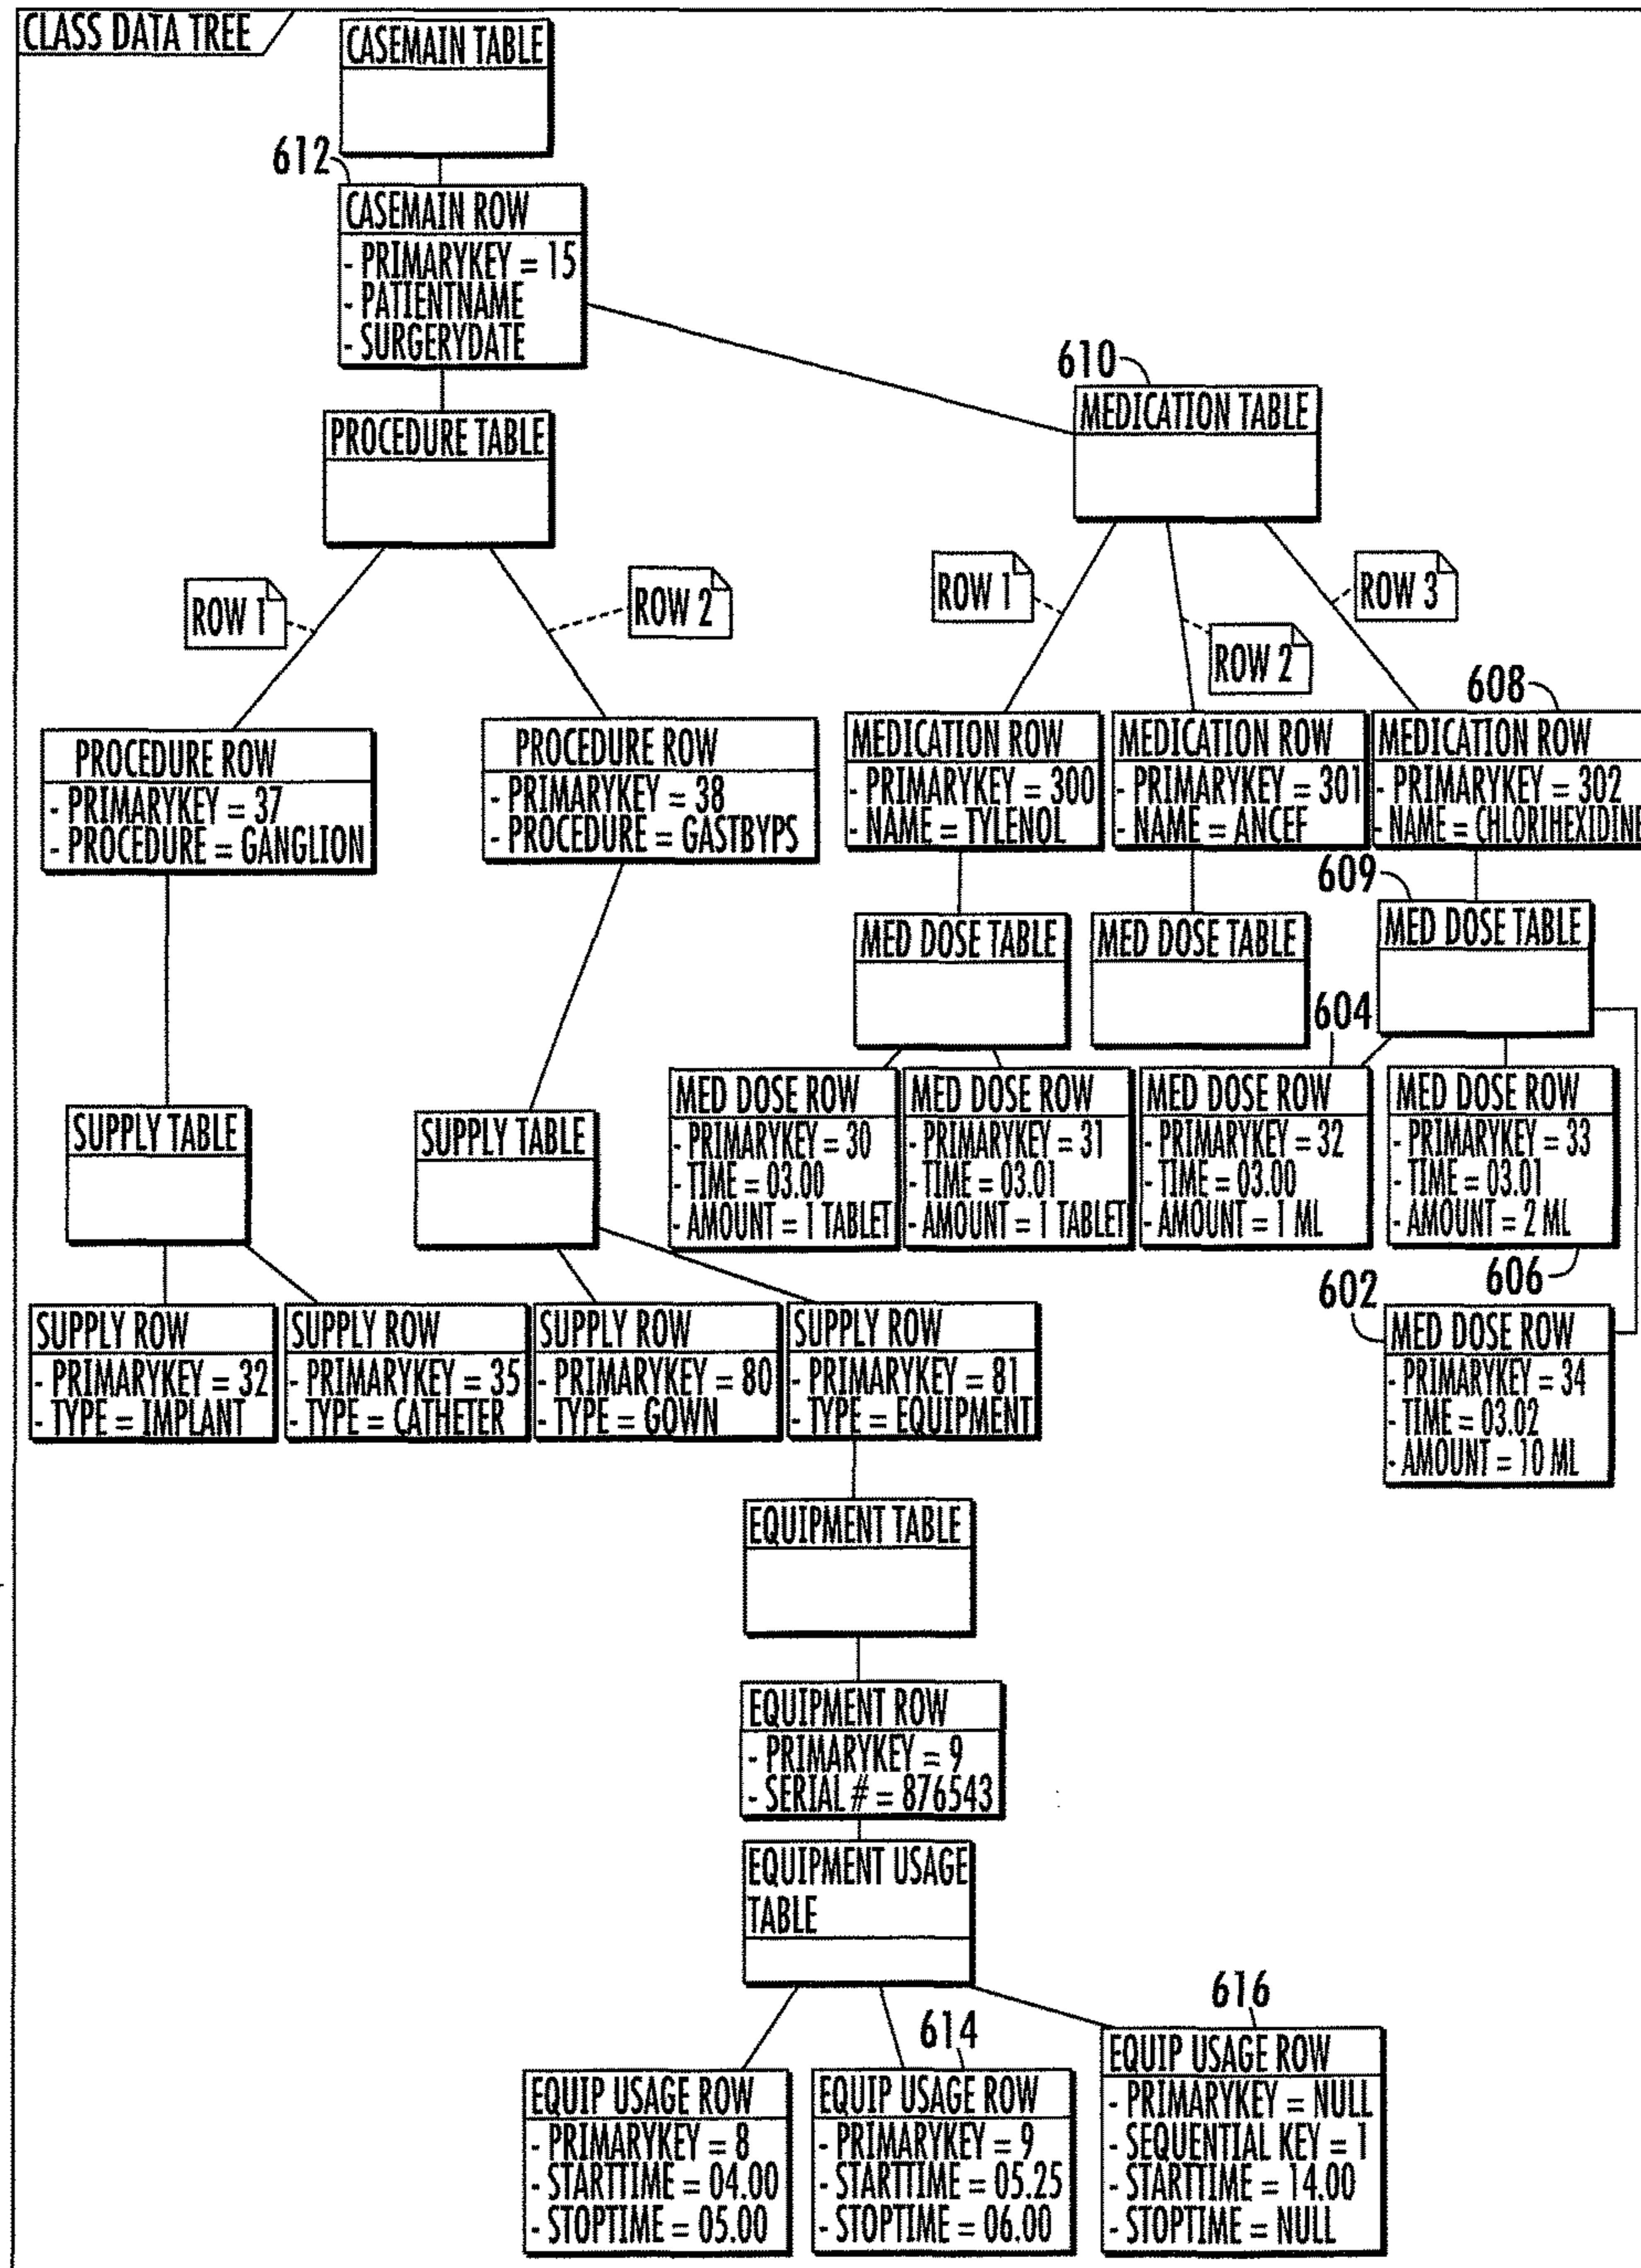 CLASS DATA TREE
CASEMAIN TABLE
612
CASEMAIN ROW
- PRIMARYKEY = 15
- PATIENTNAME
- SURGERYDATE
610
PROCEDURE TABLE
MEDICATION TABLE
ROW 1
ROW 2
ROW 1
ROW 2
ROW 3
PROCEDURE ROW
- PRIMARYKEY = 37
- PROCEDURE = GANGLION
PROCEDURE ROW
- PRIMARYKEY = 38
- PROCEDURE = GASTBYPS
MEDICATION ROW
- PRIMARYKEY = 300
- NAME = TYLENOL
MEDICATION ROW
- PRIMARYKEY = 301
- NAME = ANCEF
608
MEDICATION ROW
- PRIMARYKEY = 302
- NAME = CHLORIHEXIDINE
MED DOSE TABLE
MED DOSE TABLE
609
MED DOSE TABLE
SUPPLY TABLE
SUPPLY TABLE
MED DOSE ROW
- PRIMARYKEY = 30
- TIME = 03.00
- AMOUNT = 1 TABLET
MED DOSE ROW
- PRIMARYKEY = 31
- TIME = 03.01
- AMOUNT = 1 TABLET
604
MED DOSE ROW
- PRIMARYKEY = 32
- TIME = 03.00
- AMOUNT = 1 ML
MED DOSE ROW
- PRIMARYKEY = 33
- TIME = 03.01
- AMOUNT = 2 ML
606
602
MED DOSE ROW
- PRIMARYKEY = 34
- TIME = 03.02
- AMOUNT = 10 ML
SUPPLY ROW
- PRIMARYKEY = 32
- TYPE = IMPLANT
SUPPLY ROW
- PRIMARYKEY = 35
- TYPE = CATHETER
SUPPLY ROW
- PRIMARYKEY = 80
- TYPE = GOWN
SUPPLY ROW
- PRIMARYKEY = 81
- TYPE = EQUIPMENT
EQUIPMENT TABLE
EQUIPMENT ROW
- PRIMARYKEY = 9
- SERIAL # = 876543
EQUIPMENT USAGE
TABLE
EQUIP USAGE ROW
- PRIMARYKEY = 8
- STARTTIME = 04.00
- STOPTIME = 05.00
614
EQUIP USAGE ROW
- PRIMARYKEY = 9
- STARTTIME = 05.25
- STOPTIME = 06.00
616
EQUIP USAGE ROW
- PRIMARYKEY = NULL
- SEQUENTIAL KEY = 1
- STARTTIME = 14.00
- STOPTIME = NULL